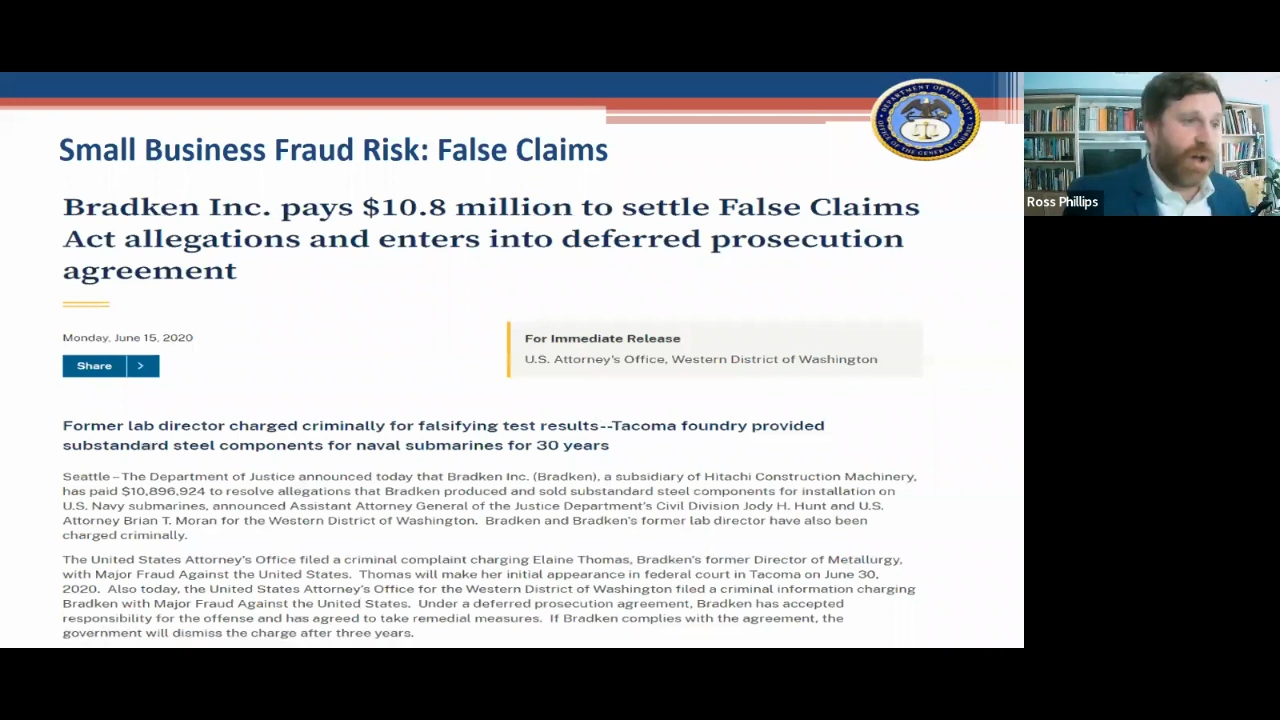 DEPARTMENT OF THE NAVY
OFFICE OF THE GENERAL COUNSEL
Small Business Fraud Risk: False Claims
Bradken Inc. pays $10.8 million to settle False Claims
Act allegations and enters into deferred prosecution
agreement
Monday, June 15, 2020
Share >
For Immediate Release
U.S. Attorney's Office, Western District of Washington
Former lab director charged criminally for falsifying test results--Tacoma foundry provided
substandard steel components for naval submarines for 30 years
Seattle – The Department of Justice announced today that Bradken Inc. (Bradken), a subsidiary of Hitachi Construction Machinery,
has paid $10,896,924 to resolve allegations that Bradken produced and sold substandard steel components for installation on
U.S. Navy submarines, announced Assistant Attorney General of the Justice Department's Civil Division Jody H. Hunt and U.S.
Attorney Brian T. Moran for the Western District of Washington.  Bradken and Bradken's former lab director have also been
charged criminally.
The United States Attorney's Office filed a criminal complaint charging Elaine Thomas, Bradken's former Director of Metallurgy,
with Major Fraud Against the United States.  Thomas will make her initial appearance in federal court in Tacoma on June 30,
2020.  Also today, the United States Attorney's Office for the Western District of Washington filed a criminal information charging
Bradken with Major Fraud Against the United States.  Under a deferred prosecution agreement, Bradken has accepted
responsibility for the offense and has agreed to take remedial measures.  If Bradken complies with the agreement, the
government will dismiss the charge after three years.
Ross Phillips